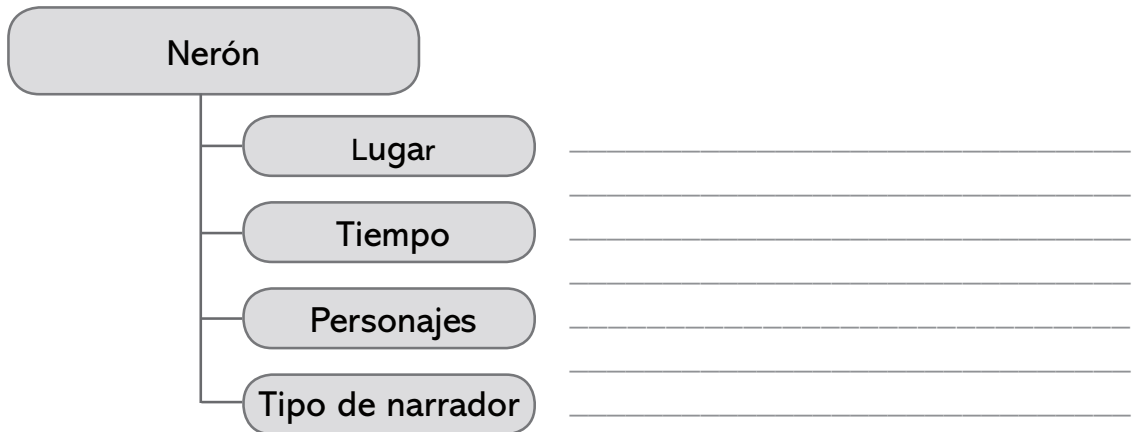 Nerón
Lugar
Tiempo
Personajes
Tipo de narrador